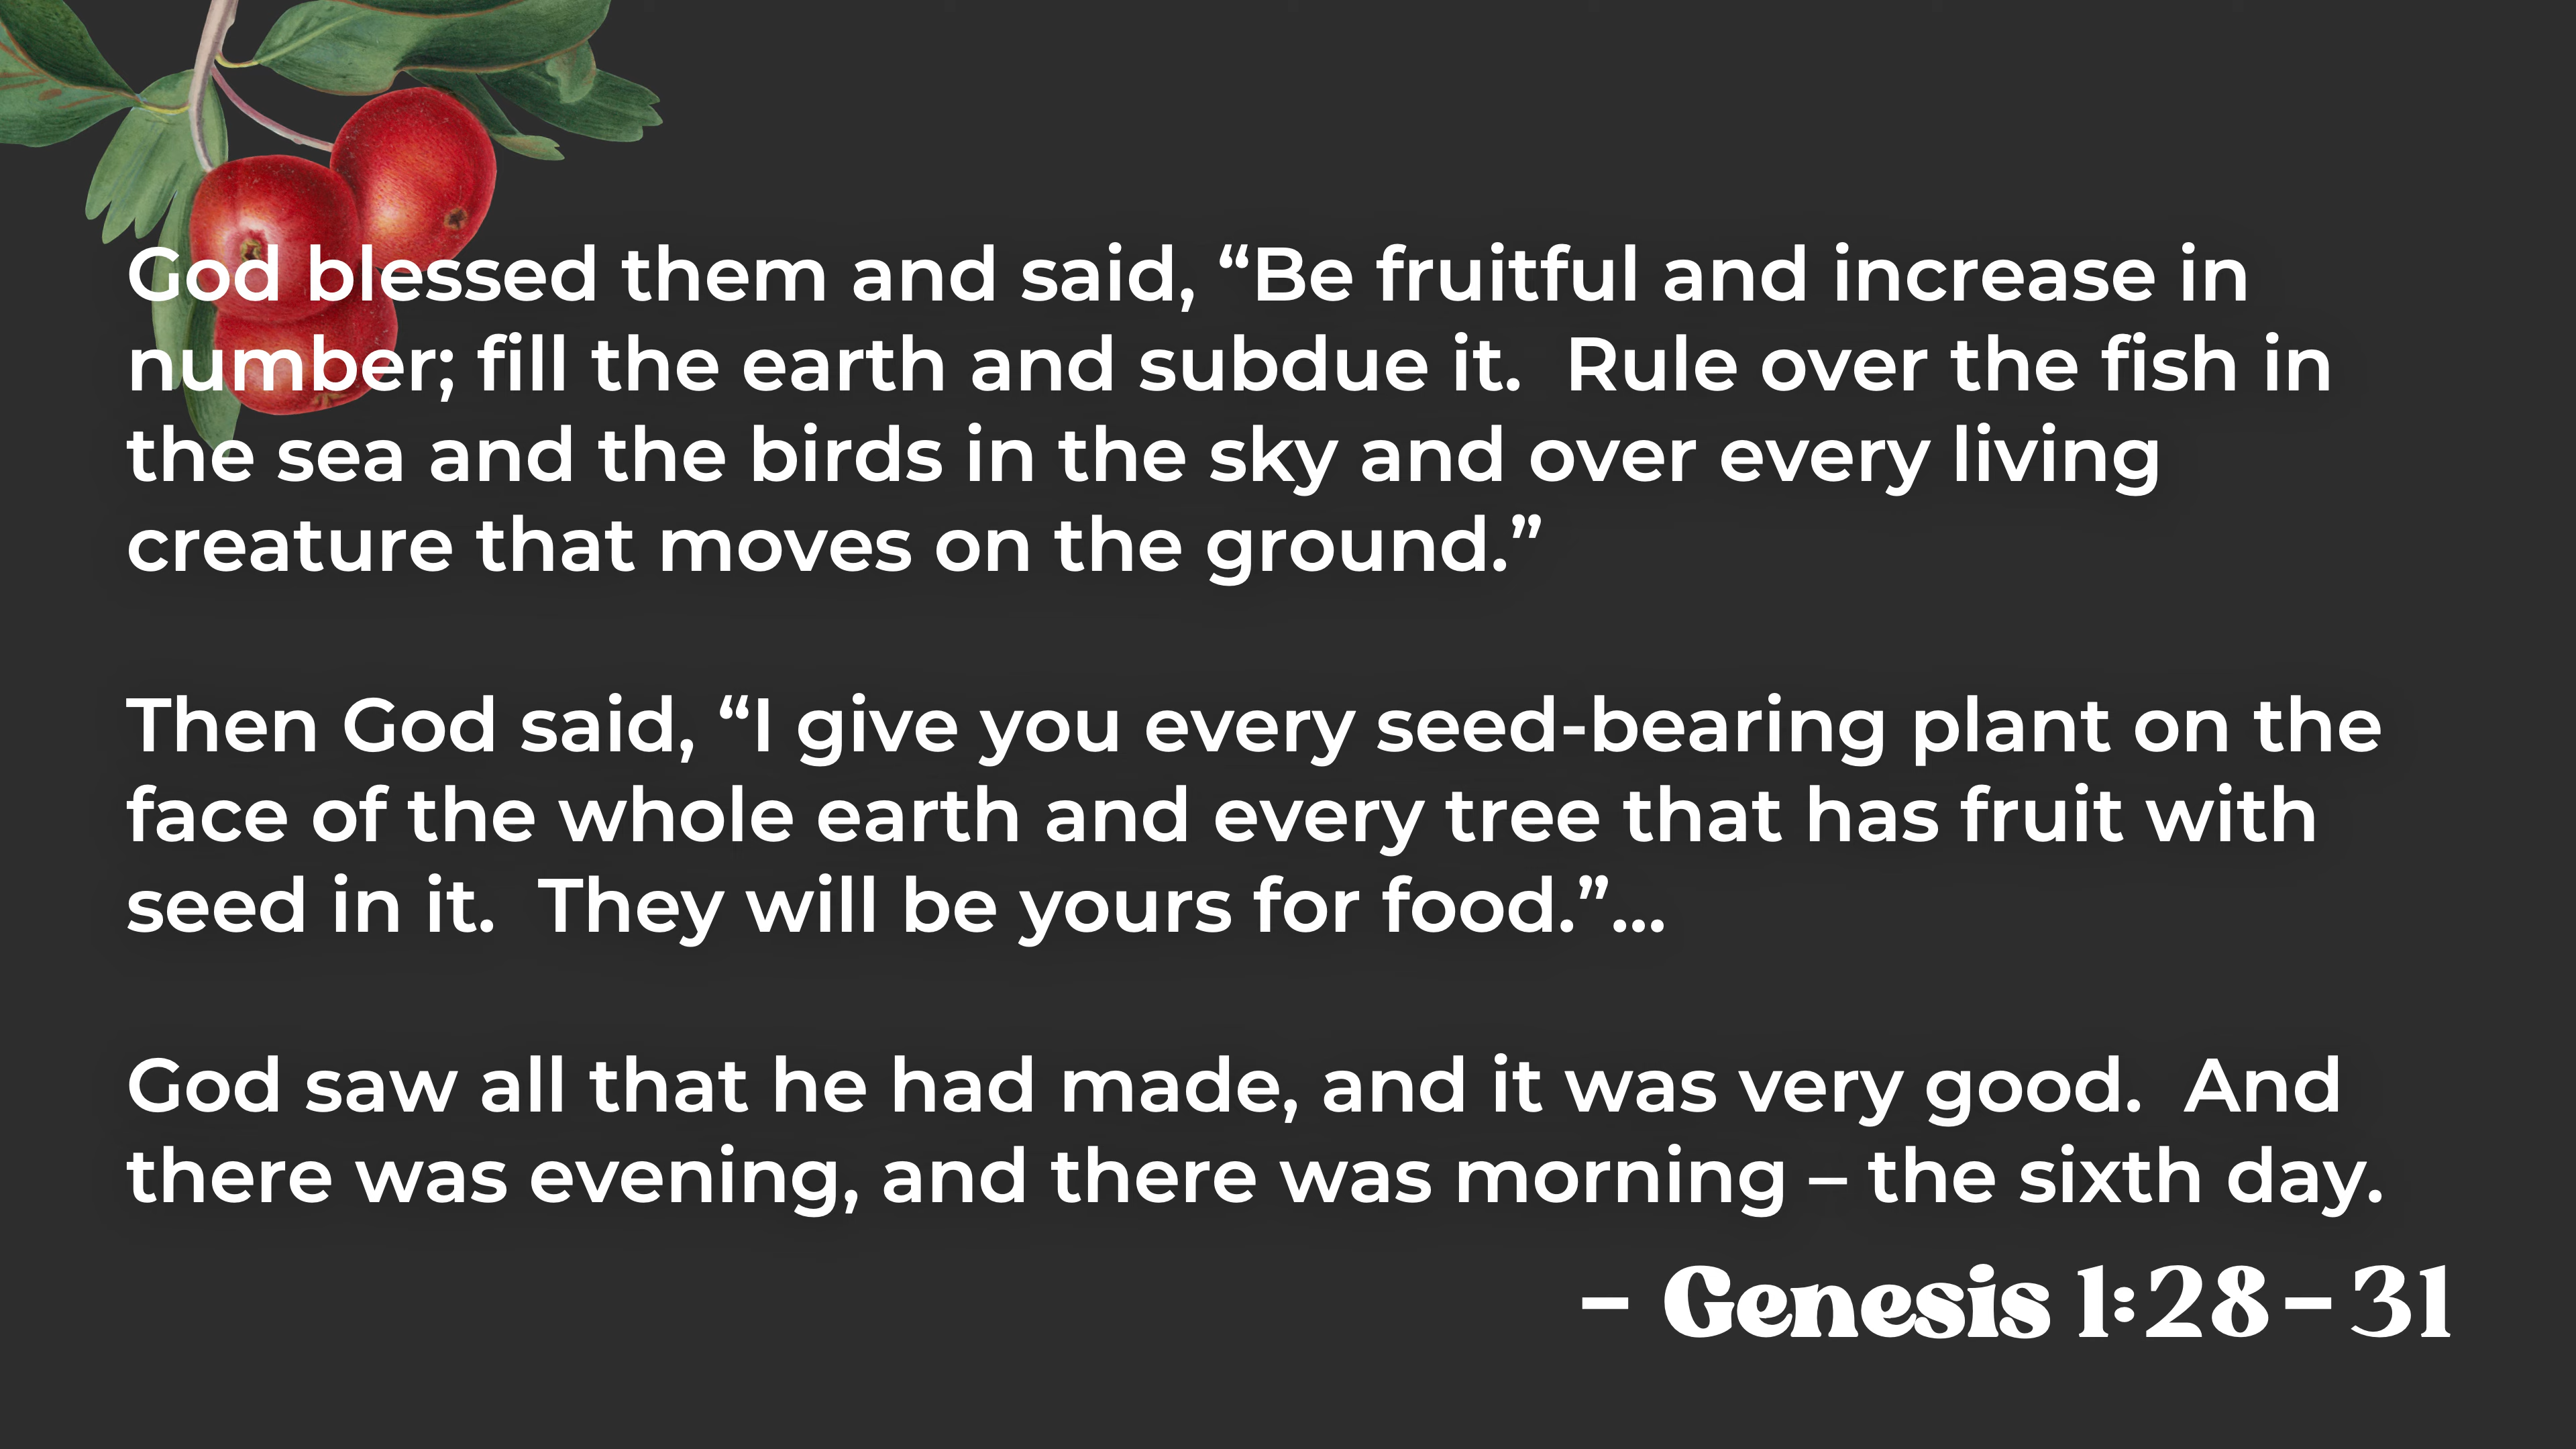 God blessed them and said, “Be fruitful and increase in
number; fill the earth and subdue it.  Rule over the fish in
the sea and the birds in the sky and over every living
creature that moves on the ground.”
Then God said, “I give you every seed-bearing plant on the
face of the whole earth and every tree that has fruit with
seed in it.  They will be yours for food.”...
God saw all that he had made, and it was very good.  And
there was evening, and there was morning – the sixth day.
– Genesis 1:28–31